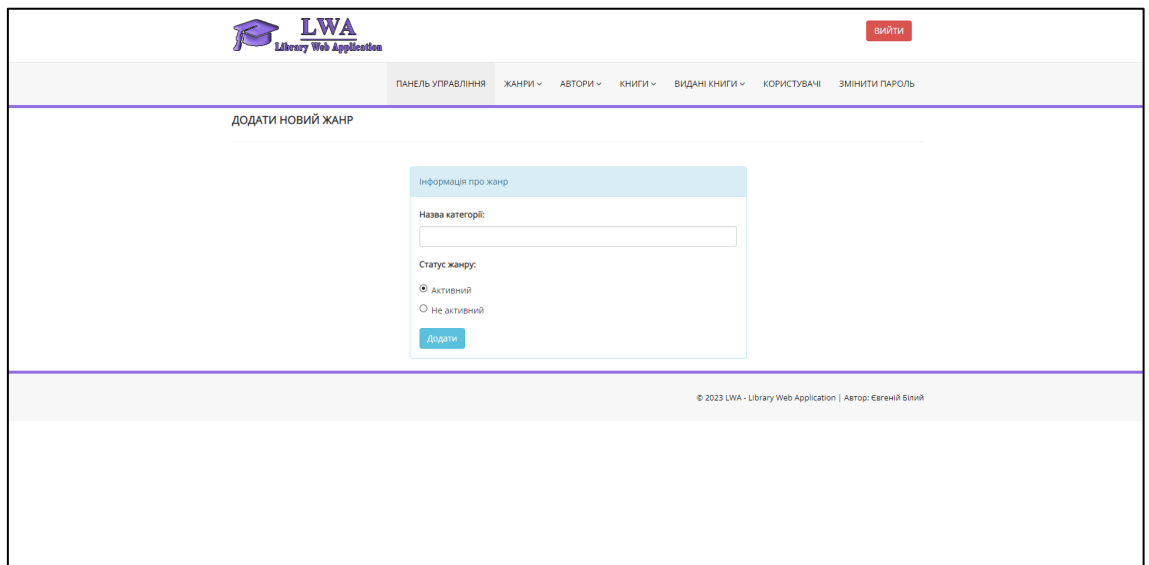 LWA
Library Web Application
ВИЙТИ
ПАНЕЛЬ УПРАВЛІННЯ ЖАНРИ АВТОРИ КНИГИ ВИДАНІ КНИГИ КОРИСТУВАЧІ ЗМІНИТИ ПАРОЛЬ
ДОДАТИ НОВИЙ ЖАНР
Інформація про жанр
Назва категорії:
Статус жанру:
Активний
Не активний
Додати
© 2023 LWA - Library Web Application | Автор: Євгеній Білий